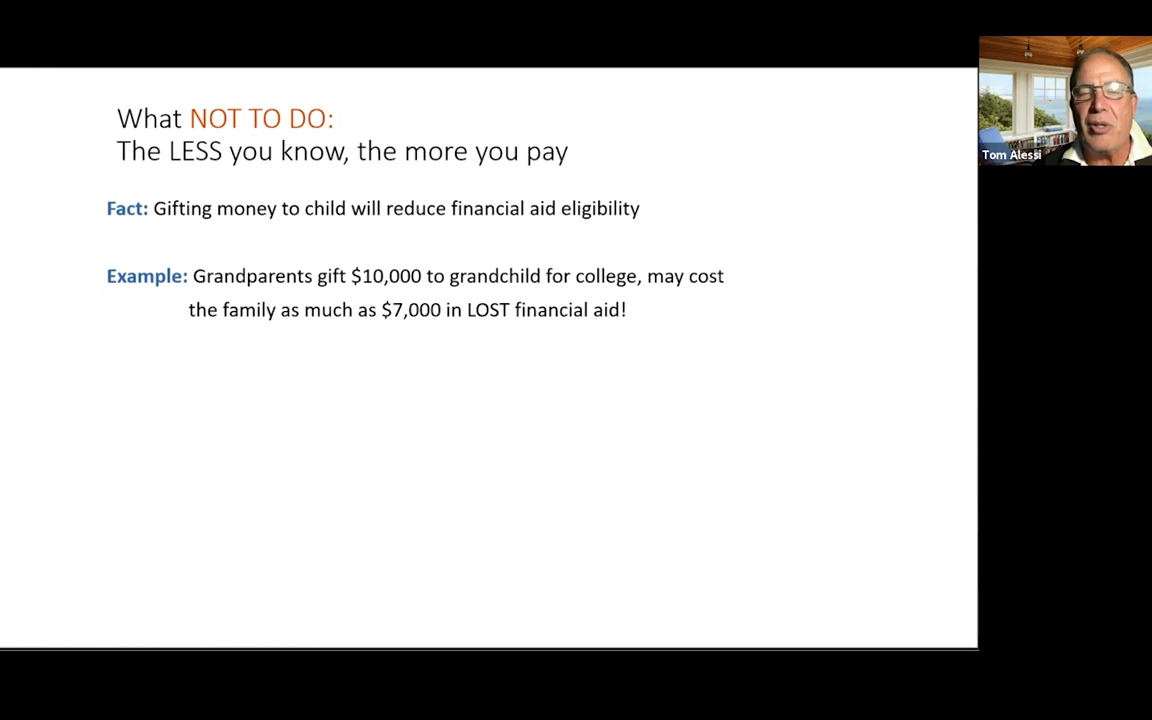 What NOT TO DO:
The LESS you know, the more you pay
Fact: Gifting money to child will reduce financial aid eligibility
Example: Grandparents gift $10,000 to grandchild for college, may cost
the family as much as $7,000 in LOST financial aid!
Tom Alessi